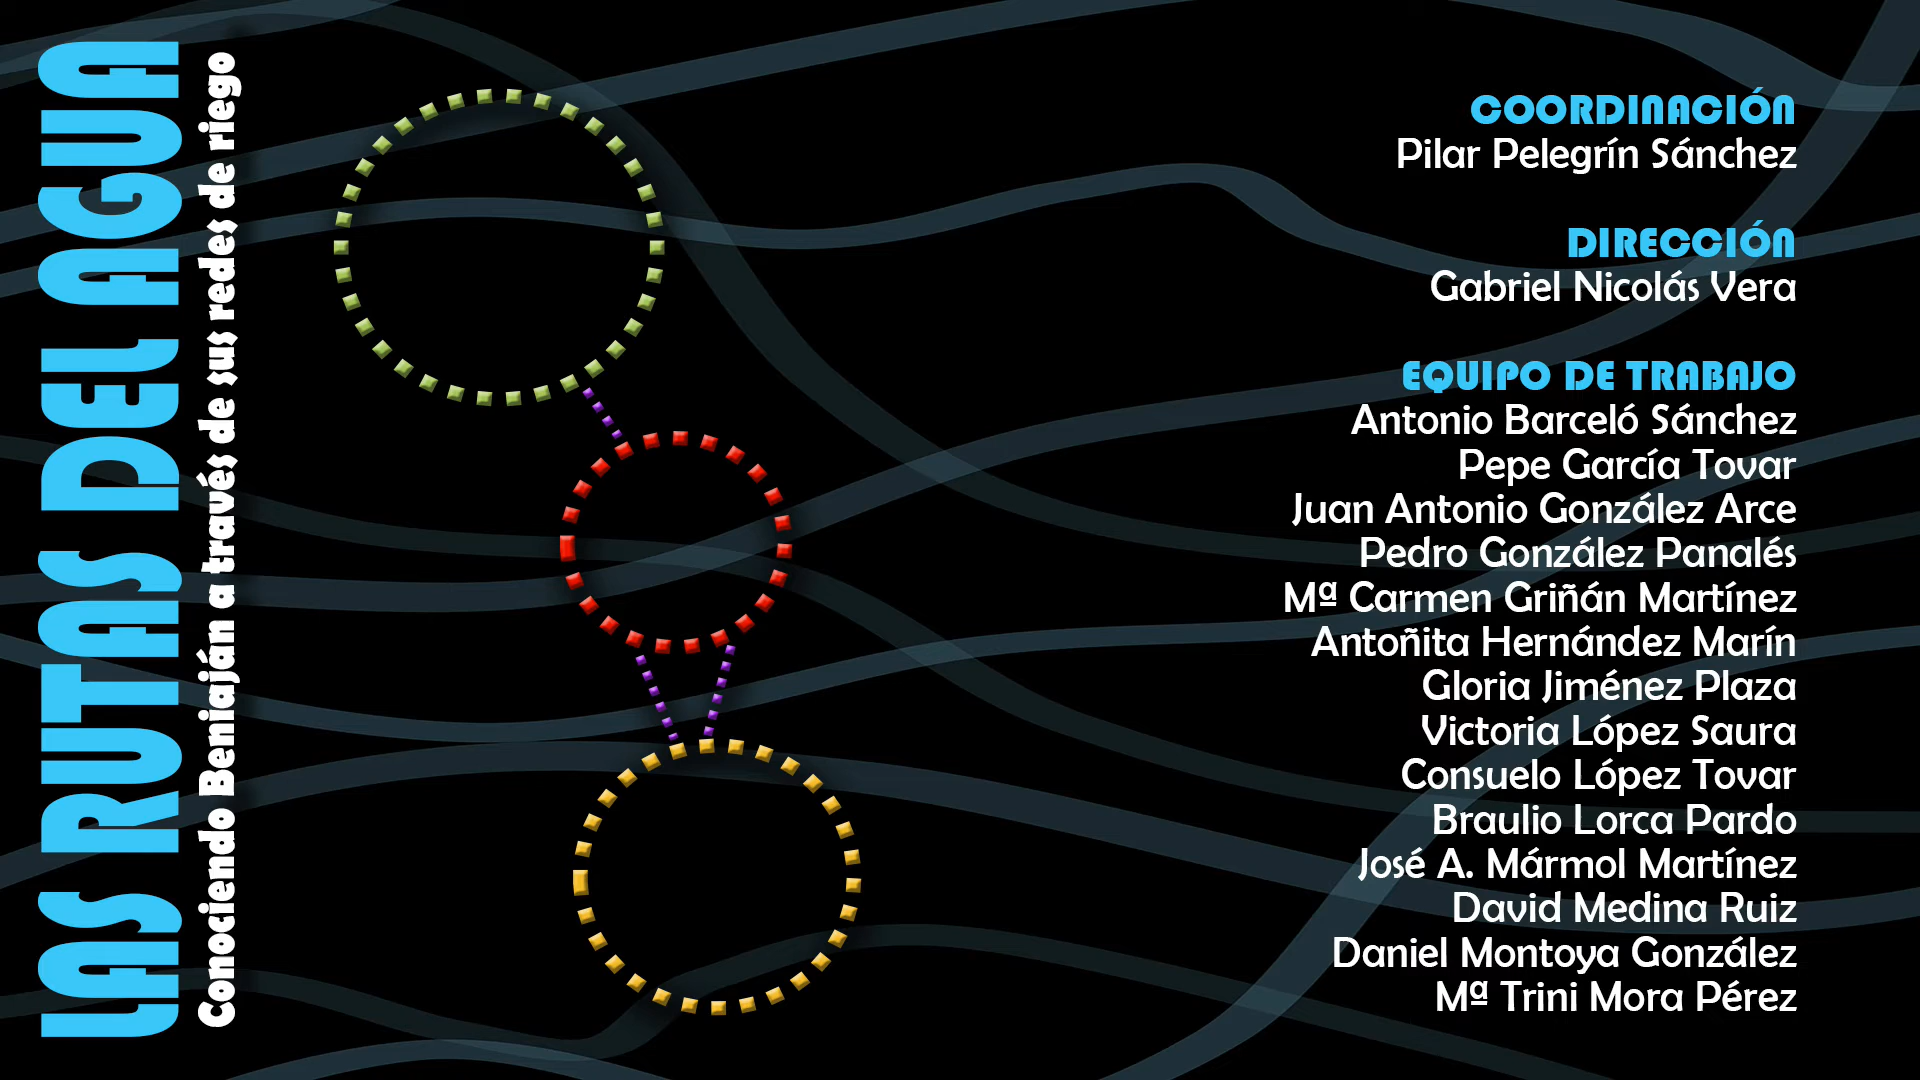 LAS RUTAS DEL AGUA
Conociendo Beniaján a través de sus redes de riego
COORDINACIÓN
Pilar Pelegrín Sánchez
DIRECCIÓN
Gabriel Nicolás Vera
EQUIPO DE TRABAJO
Antonio Barceló Sánchez
Pepe García Tovar
Juan Antonio González Arce
Pedro González Panalés
Mª Carmen Griñán Martínez
Antoñita Hernández Marín
Gloria Jiménez Plaza
Victoria López Saura
Consuelo López Tovar
Braulio Lorca Pardo
José A. Mármol Martínez
David Medina Ruiz
Daniel Montoya González
Mª Trini Mora Pérez